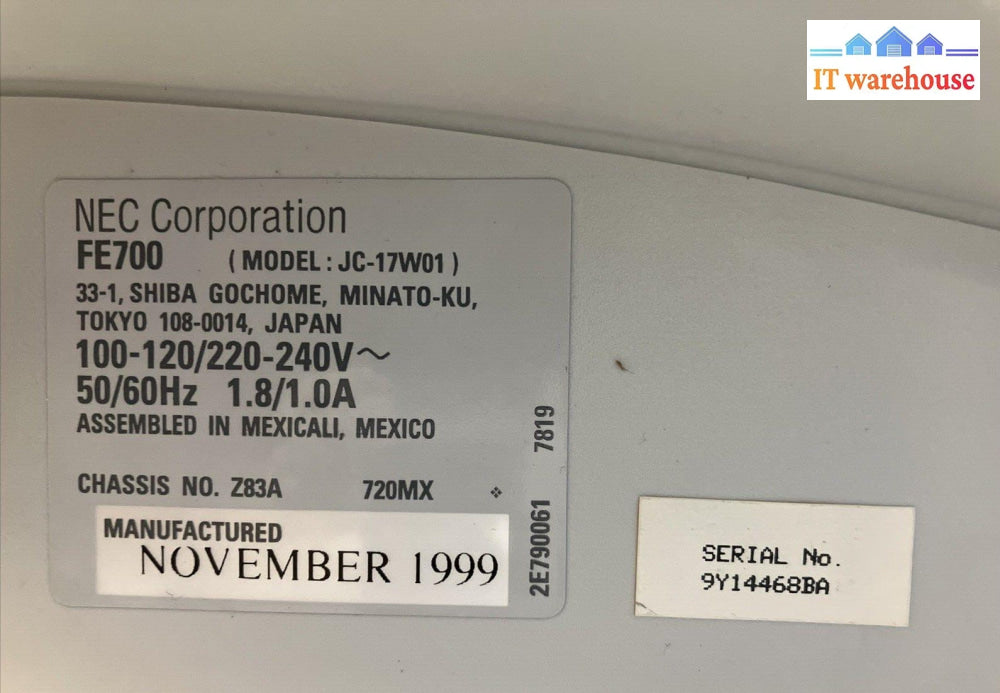 IT warehouse
NEC Corporation
FE700 (MODEL: JC-17W01)
33-1, SHIBA GOCHOME, MINATO-KU,
TOKYO 108-0014, JAPAN
100-120/220-240V~
50/60Hz 1.8/1.0A
ASSEMBLED IN MEXICALI, MEXICO
CHASSIS NO. Z83A 720MX
MANUFACTURED
NOVEMBER 1999
2E790061 7819
SERIAL No.
9Y14468BA